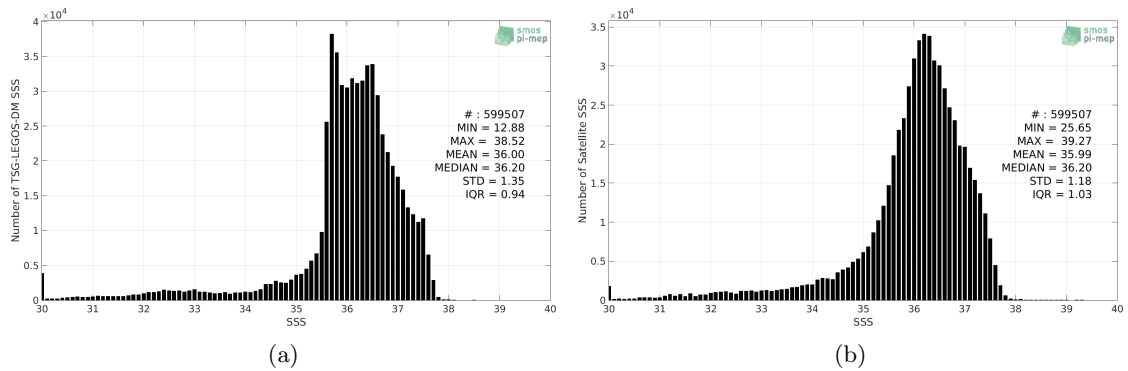 ×10⁴
4
3.5
3
2.5
2
1.5
1
0.5
0
30
31
32
33
34
35
36
37
38
39
40
Number of TSG-LEGOS-DM SSS
SSS
smos
pi-mep
# : 599507
MIN = 12.88
MAX = 38.52
MEAN = 36.00
MEDIAN = 36.20
STD = 1.35
IQR = 0.94
(a)
×10⁴
3.5
3
2.5
2
1.5
1
0.5
0
30
31
32
33
34
35
36
37
38
39
40
Number of Satellite SSS
SSS
smos
pi-mep
# : 599507
MIN = 25.65
MAX = 39.27
MEAN = 35.99
MEDIAN = 36.20
STD = 1.18
IQR = 1.03
(b)